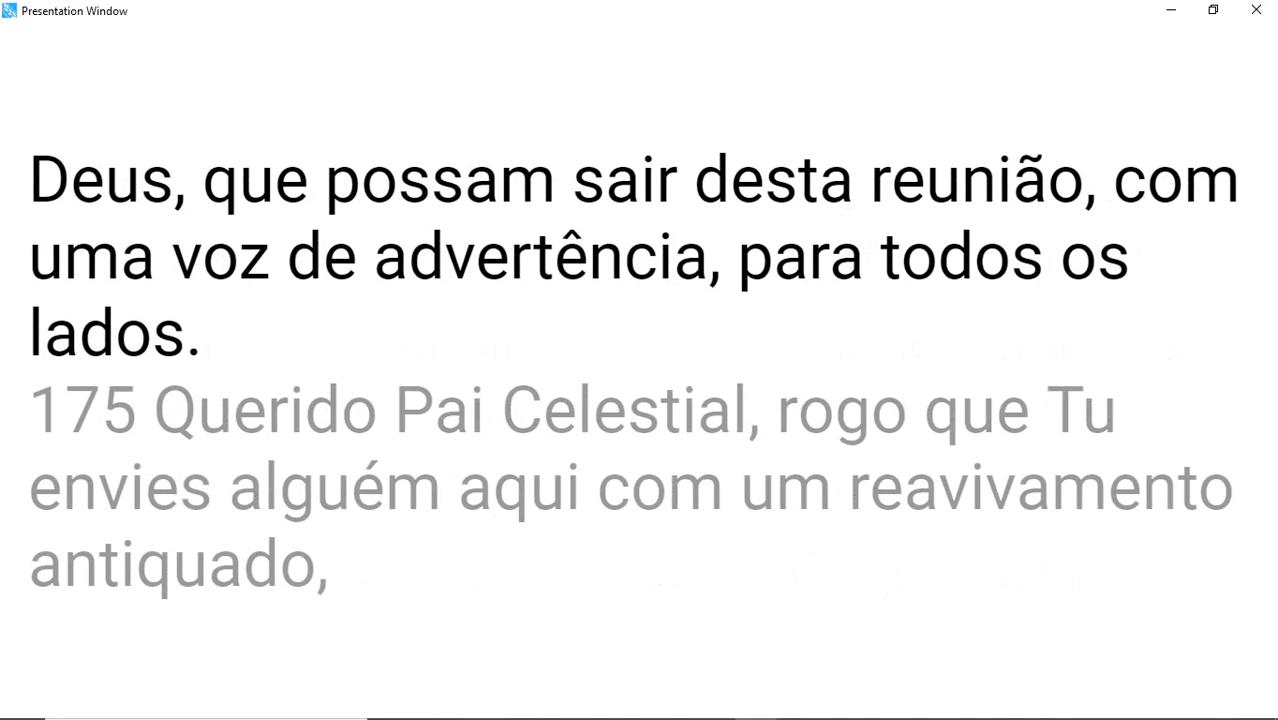 Presentation Window
Deus, que possam sair desta reunião, com
uma voz de advertência, para todos os
lados.
175 Querido Pai Celestial, rogo que Tu
envies alguém aqui com um reavivamento
antiquado,